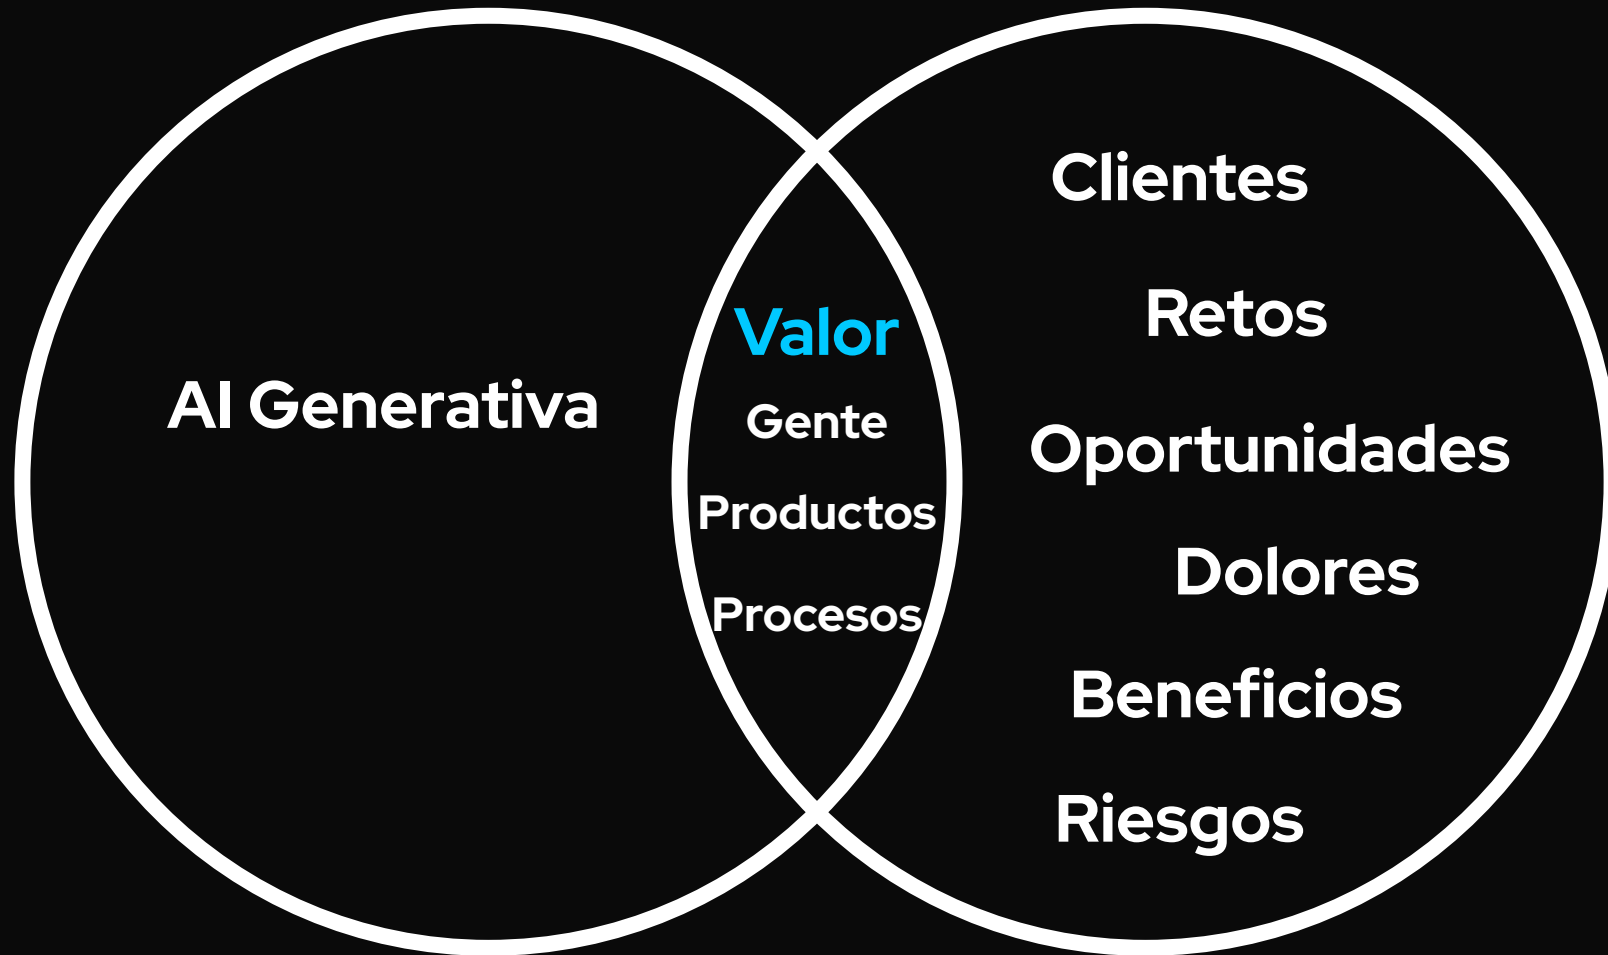 AI Generativa
Valor
Gente
Productos
Procesos
Clientes
Retos
Oportunidades
Dolores
Beneficios
Riesgos